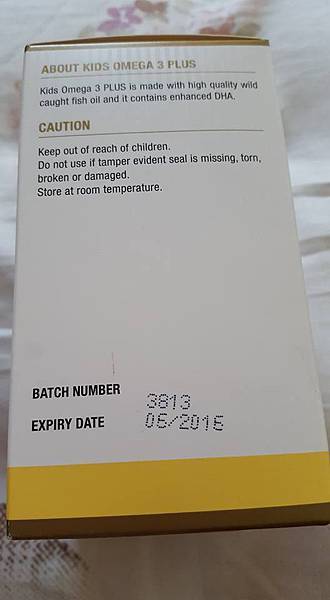 ABOUT KIDS OMEGA 3 PLUS
Kids Omega 3 PLUS is made with high quality wild
caught fish oil and it contains enhanced DHA.
CAUTION
Keep out of reach of children.
Do not use if tamper evident seal is missing, torn,
broken or damaged.
Store at room temperature.
BATCH NUMBER 3813
EXPIRY DATE 06/2016